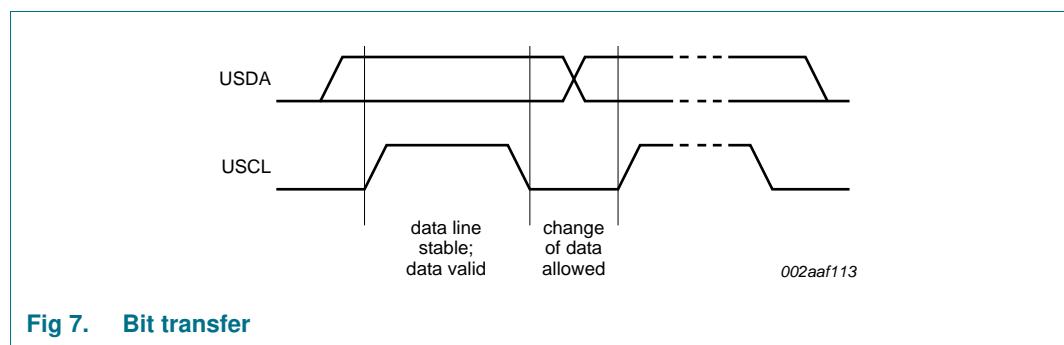 USDA
USCL
data line
stable;
data valid
change
of data
allowed
002aaf113
Fig 7. Bit transfer